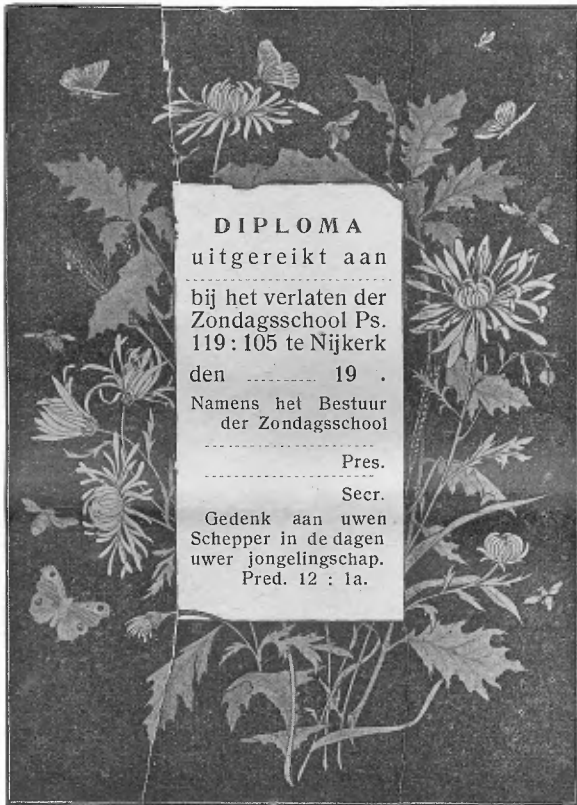 DIPLOMA
uitgereikt aan
bij het verlaten der
Zondagsschool Ps.
119 : 105 te Nijkerk
den ......... 19 .
Namens het Bestuur
der Zondagsschool
Pres.
Secr.
Gedenk aan uwen
Schepper in de dagen
uwer jongelingschap.
Pred. 12 : 1a.